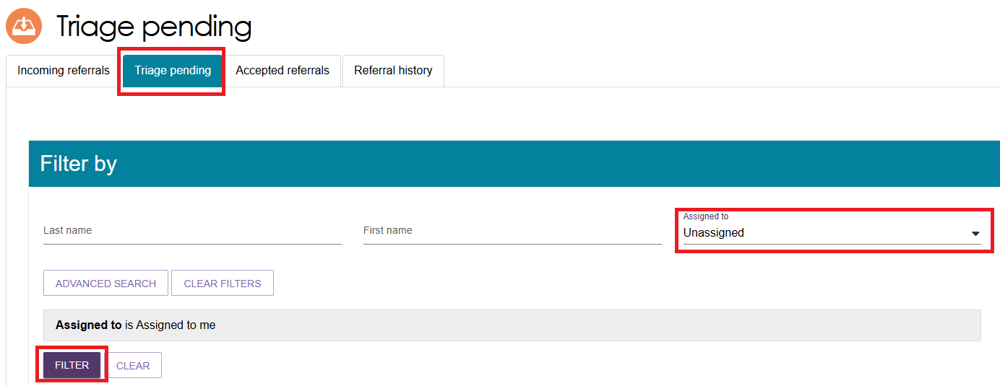 Triage pending
Incoming referrals Triage pending Accepted referrals Referral history
Filter by
Assigned to
Last name First name Unassigned
ADVANCED SEARCH CLEAR FILTERS
Assigned to is Assigned to me
FILTER CLEAR